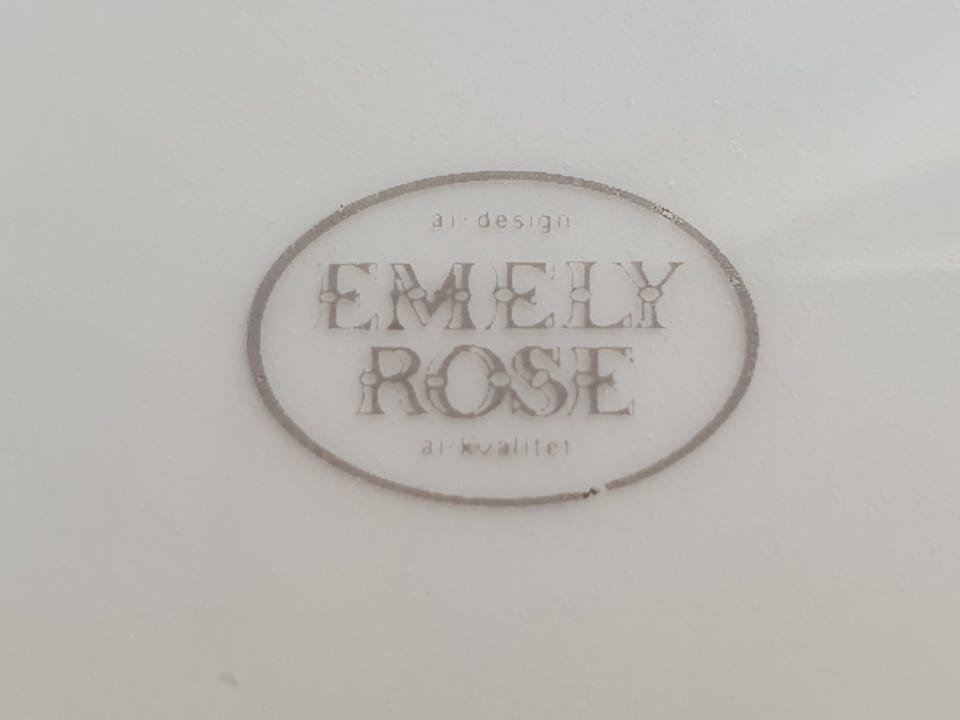 ai-design
EMELY
ROSE
ai-kvalitet